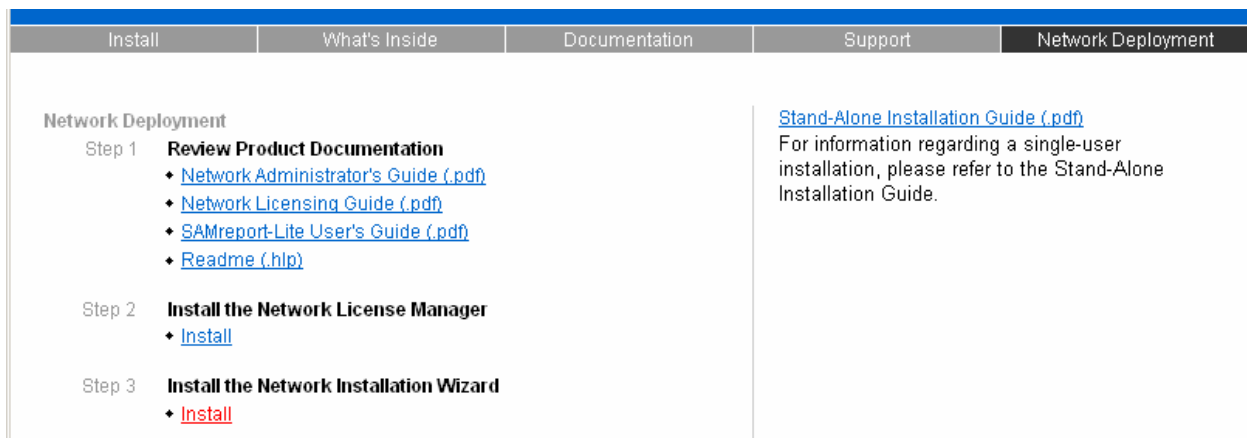 Install What's Inside Documentation Support Network Deployment
Network Deployment
Step 1 Review Product Documentation
Network Administrator's Guide (.pdf)
Network Licensing Guide (.pdf)
SAMreport-Lite User's Guide (.pdf)
Readme (.hlp)
Step 2 Install the Network License Manager
Install
Step 3 Install the Network Installation Wizard
Install
Stand-Alone Installation Guide (.pdf)
For information regarding a single-user
installation, please refer to the Stand-Alone
Installation Guide.